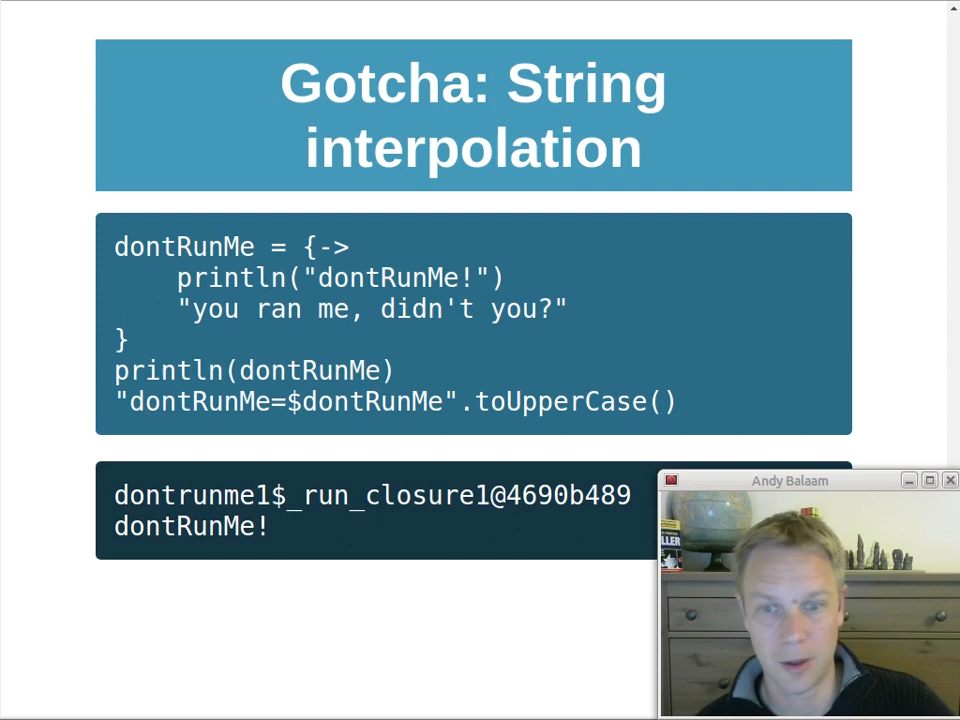 Gotcha: String
interpolation
dontRunMe = {->
    println("dontRunMe!")
    "you ran me, didn't you?"
}
println(dontRunMe)
"dontRunMe=$dontRunMe".toUpperCase()
dontrunme1$_run_closure1@4690b489
dontRunMe!
Andy Balaam
LLER